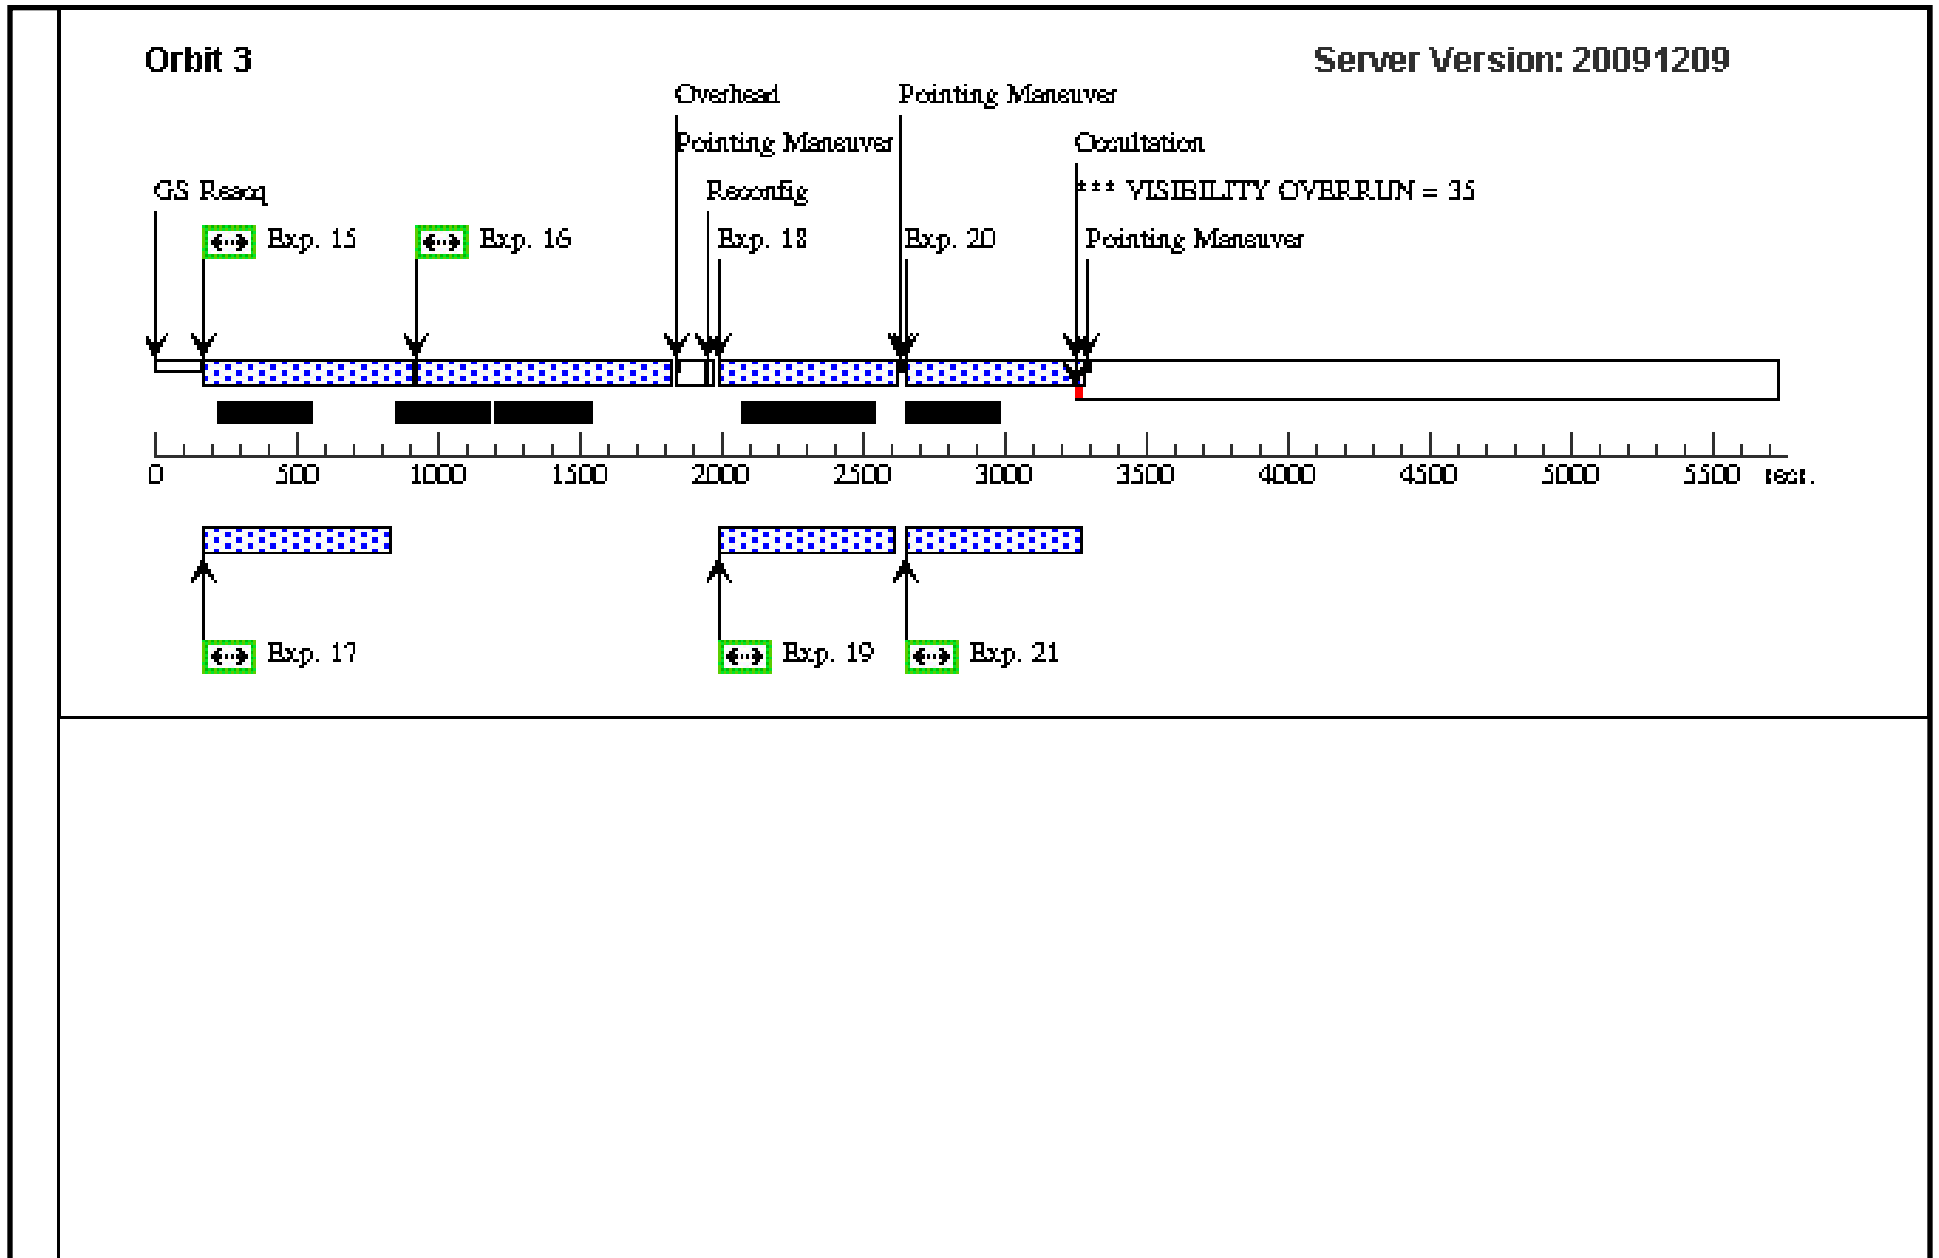 Orbit 3
Server Version: 20091209
Overhead
Pointing Maneuver
Pointing Maneuver
Occultation
GS Reacq
Reconfig
*** VISIBILITY OVERRUN = 35
Exp. 15
Exp. 16
Exp. 18
Exp. 20
Pointing Maneuver
0 500 1000 1500 2000 2500 3000 3500 4000 4500 5000 5500 secs.
Exp. 17
Exp. 19
Exp. 21